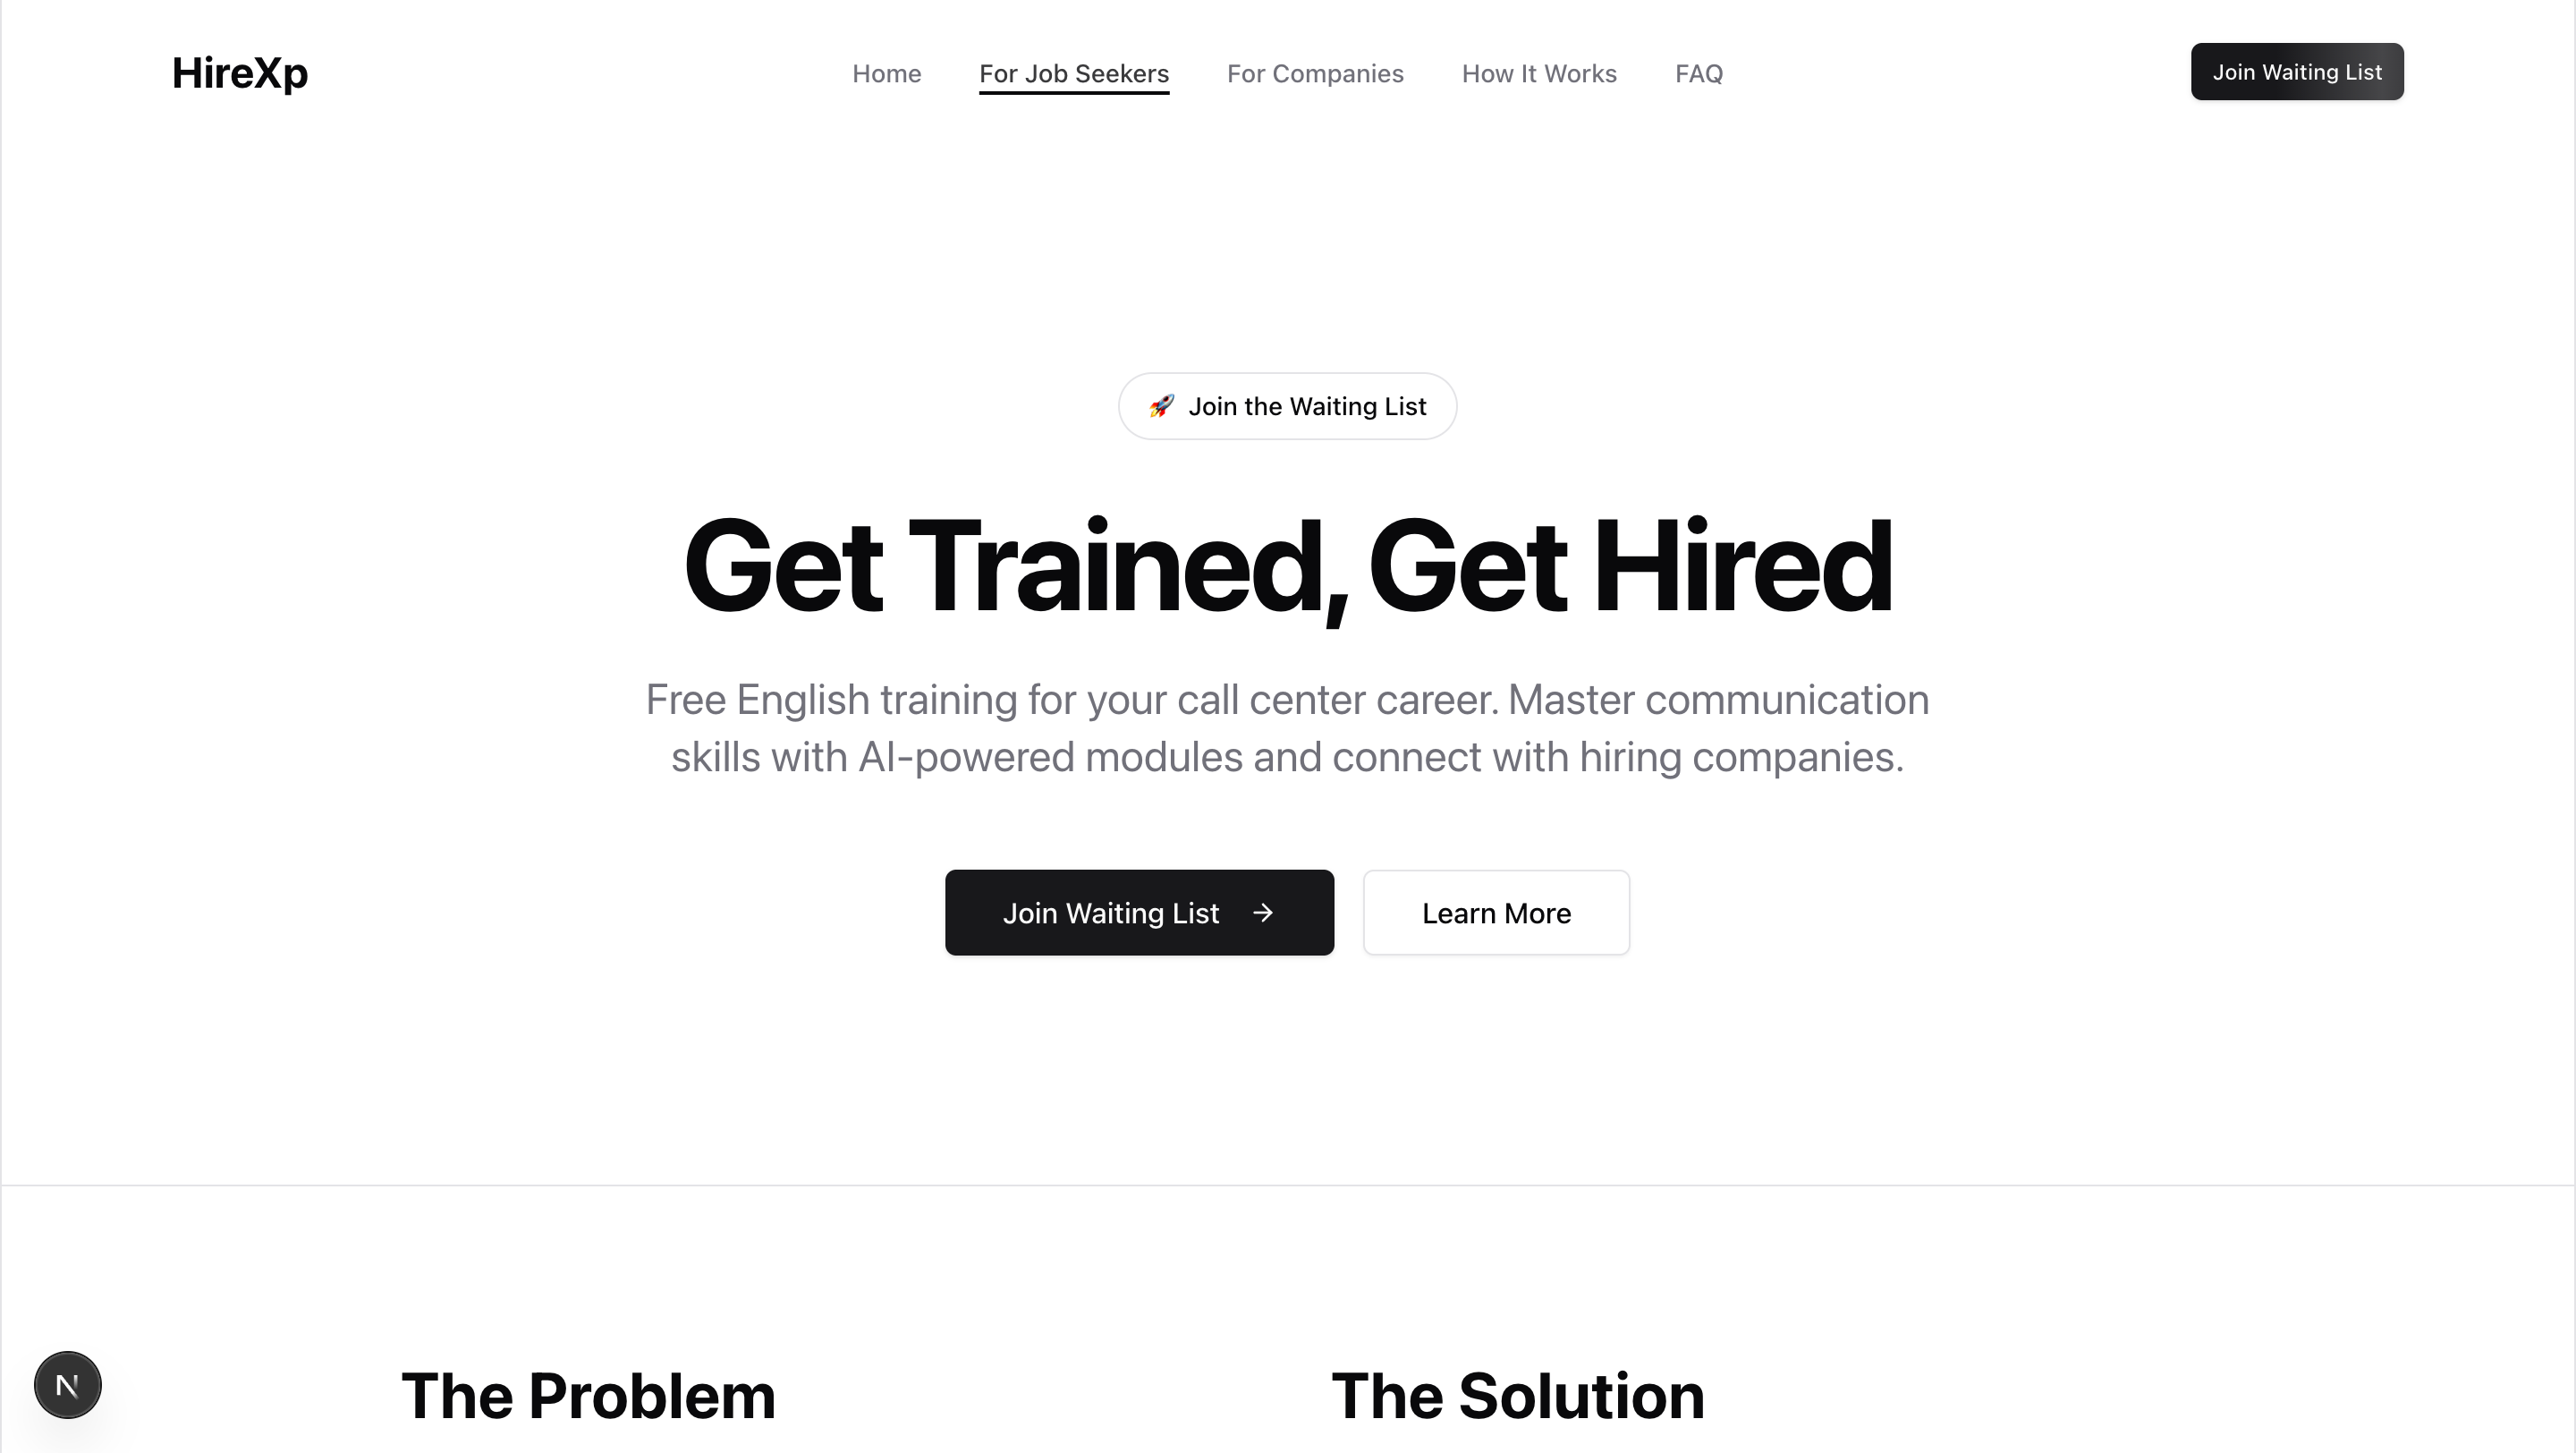 HireXp
Home
For Job Seekers
For Companies
How It Works
FAQ
Join Waiting List
🚀 Join the Waiting List
Get Trained, Get Hired
Free English training for your call center career. Master communication
skills with AI-powered modules and connect with hiring companies.
Join Waiting List →
Learn More
The Problem
The Solution
N